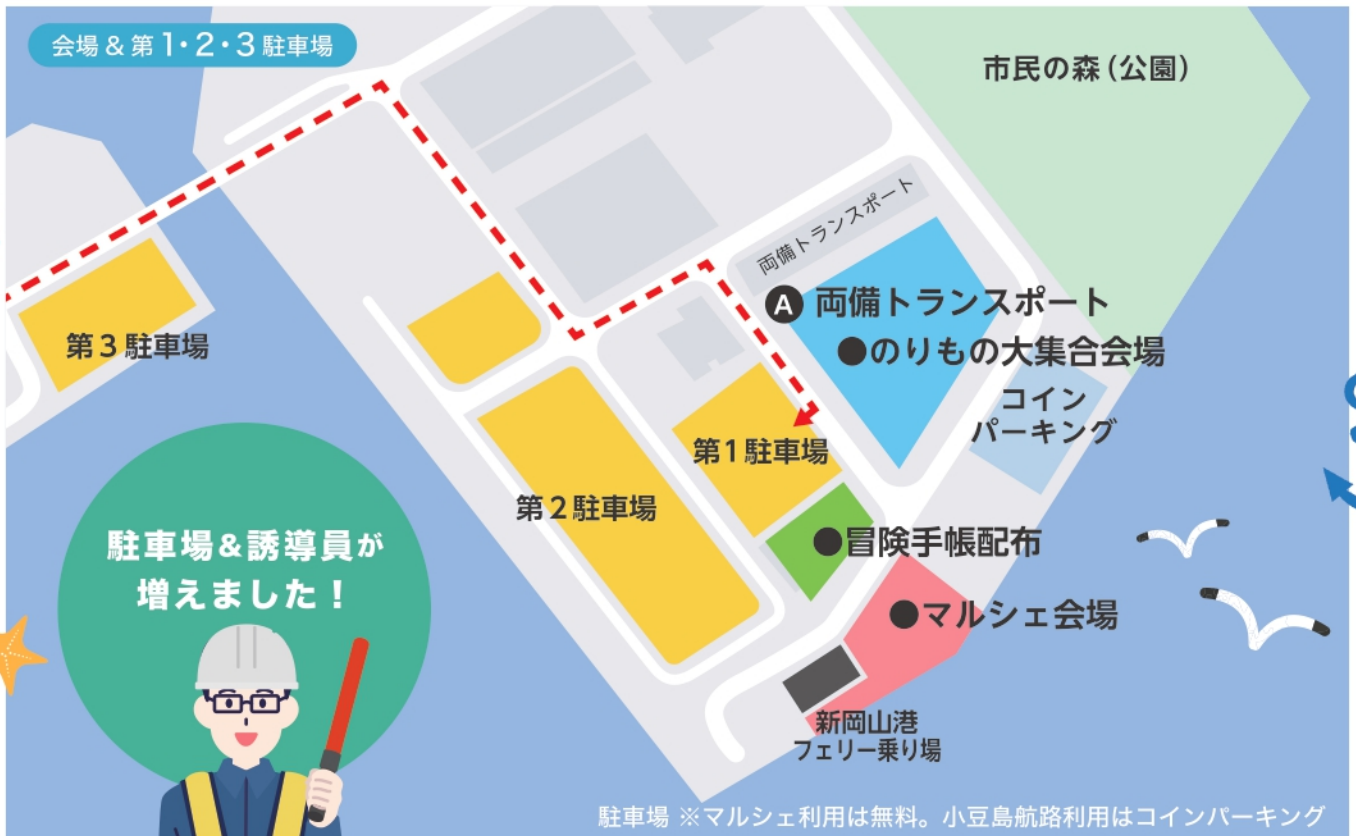 会場 & 第1・2・3駐車場
市民の森（公園）
両備トランスポート
A 両備トランスポート
●のりもの大集合会場
コイン
パーキング
第3駐車場
第1駐車場
第2駐車場
●冒険手帳配布
●マルシェ会場
新岡山港
フェリー乗り場
駐車場&誘導員が
増えました！
駐車場 ※マルシェ利用は無料。小豆島航路利用はコインパーキング